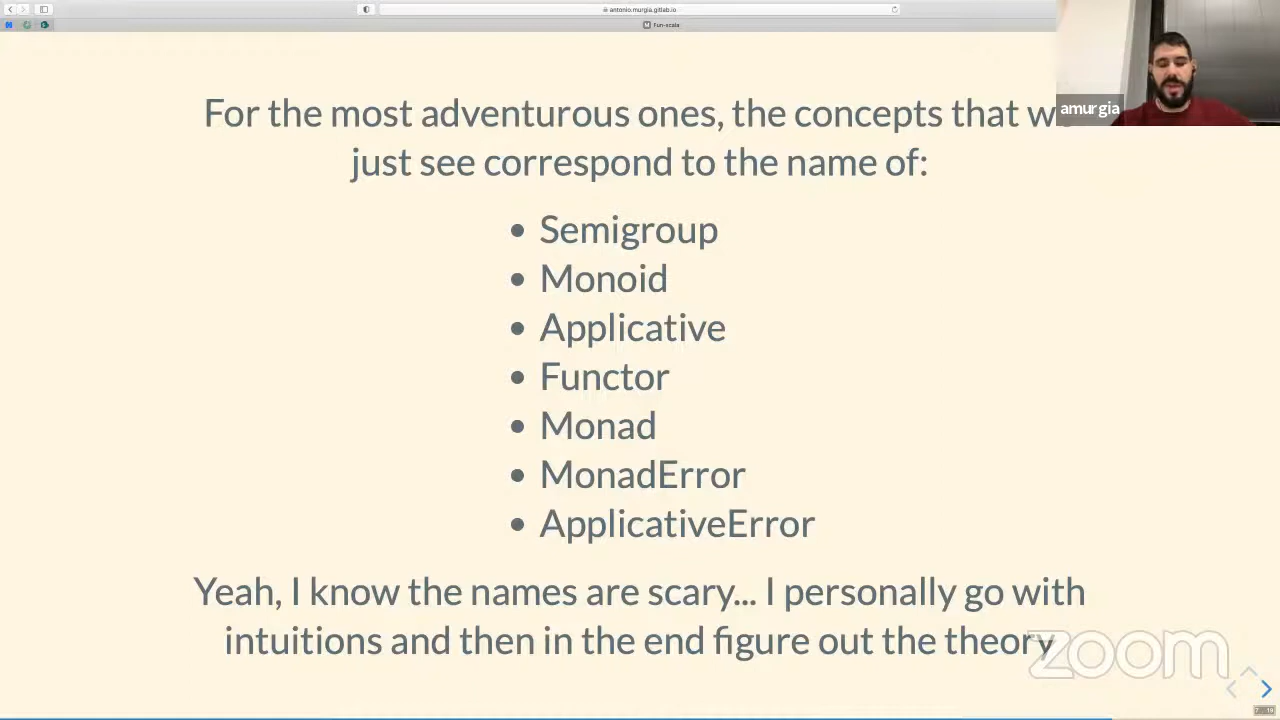 antonio.murgia.gitlab.io
Fun-scala
amurgia
For the most adventurous ones, the concepts that we
just see correspond to the name of:
• Semigroup
• Monoid
• Applicative
• Functor
• Monad
• MonadError
• ApplicativeError
Yeah, I know the names are scary... I personally go with
intuitions and then in the end figure out the theory
zoom